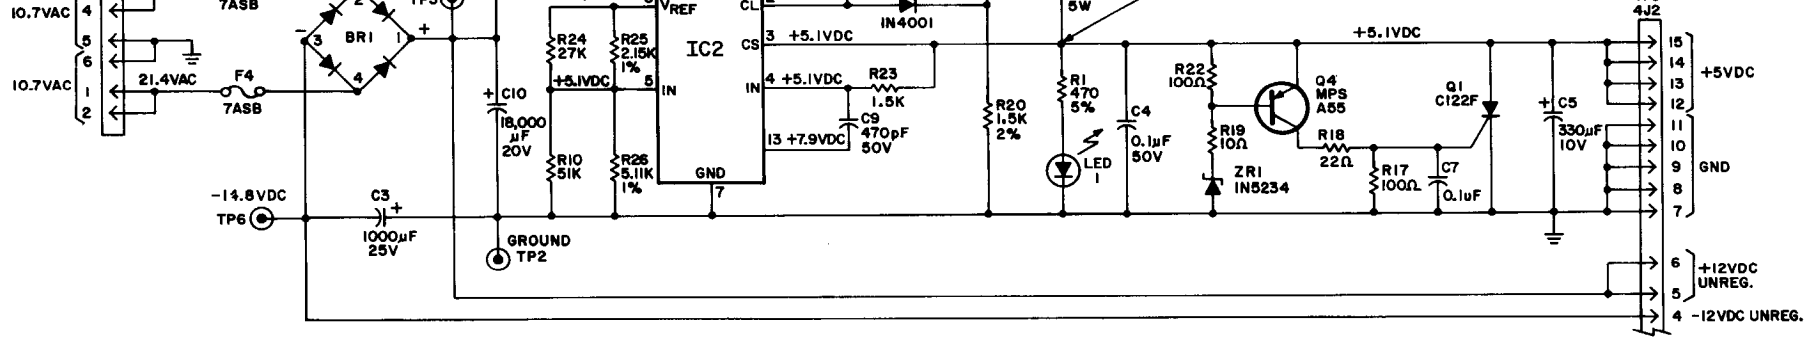 10.7VAC
4
7ASB
2
TP3
+
5
6
10.7VAC
1
2
21.4VAC
F4
7ASB
-
3
BR1
1
+
4
+
C10
18,000
µF
20V
-14.8VDC
TP6
C3
+
1000µF
25V
GROUND
TP2
R24
27K
R25
2.15K
1%
+5.1VDC
R10
51K
R26
5.11K
1%
VREF
5
IN
IC2
GND
7
CL
CS
3
+5.1VDC
IN
4
+5.1VDC
13
+7.9VDC
1N4001
R23
1.5K
C9
470pF
50V
R20
1.5K
2%
5W
R1
470
5%
LED
1
C4
0.1µF
50V
R22
100Ω
R19
10Ω
ZR1
1N5234
Q4
MPS
A55
+5.1VDC
R18
22Ω
R17
100Ω
C7
0.1µF
Q1
C122F
+
C5
330µF
10V
4J2
15
14
13
12
+5VDC
11
10
9
8
7
GND
6
5
+12VDC
UNREG.
4
-12VDC UNREG.